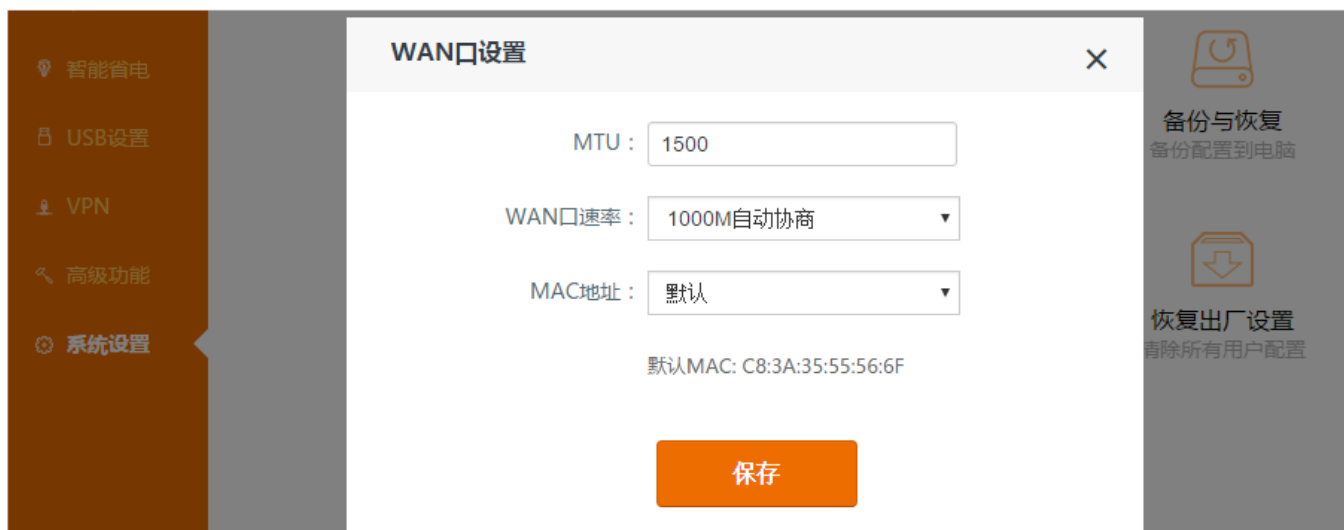 智能省电
USB设置
VPN
高级功能
系统设置
WAN口设置
×
MTU： 1500
WAN口速率： 1000M自动协商
MAC地址： 默认
默认MAC: C8:3A:35:55:56:6F
保存
备份与恢复
备份配置到电脑
恢复出厂设置
清除所有用户配置